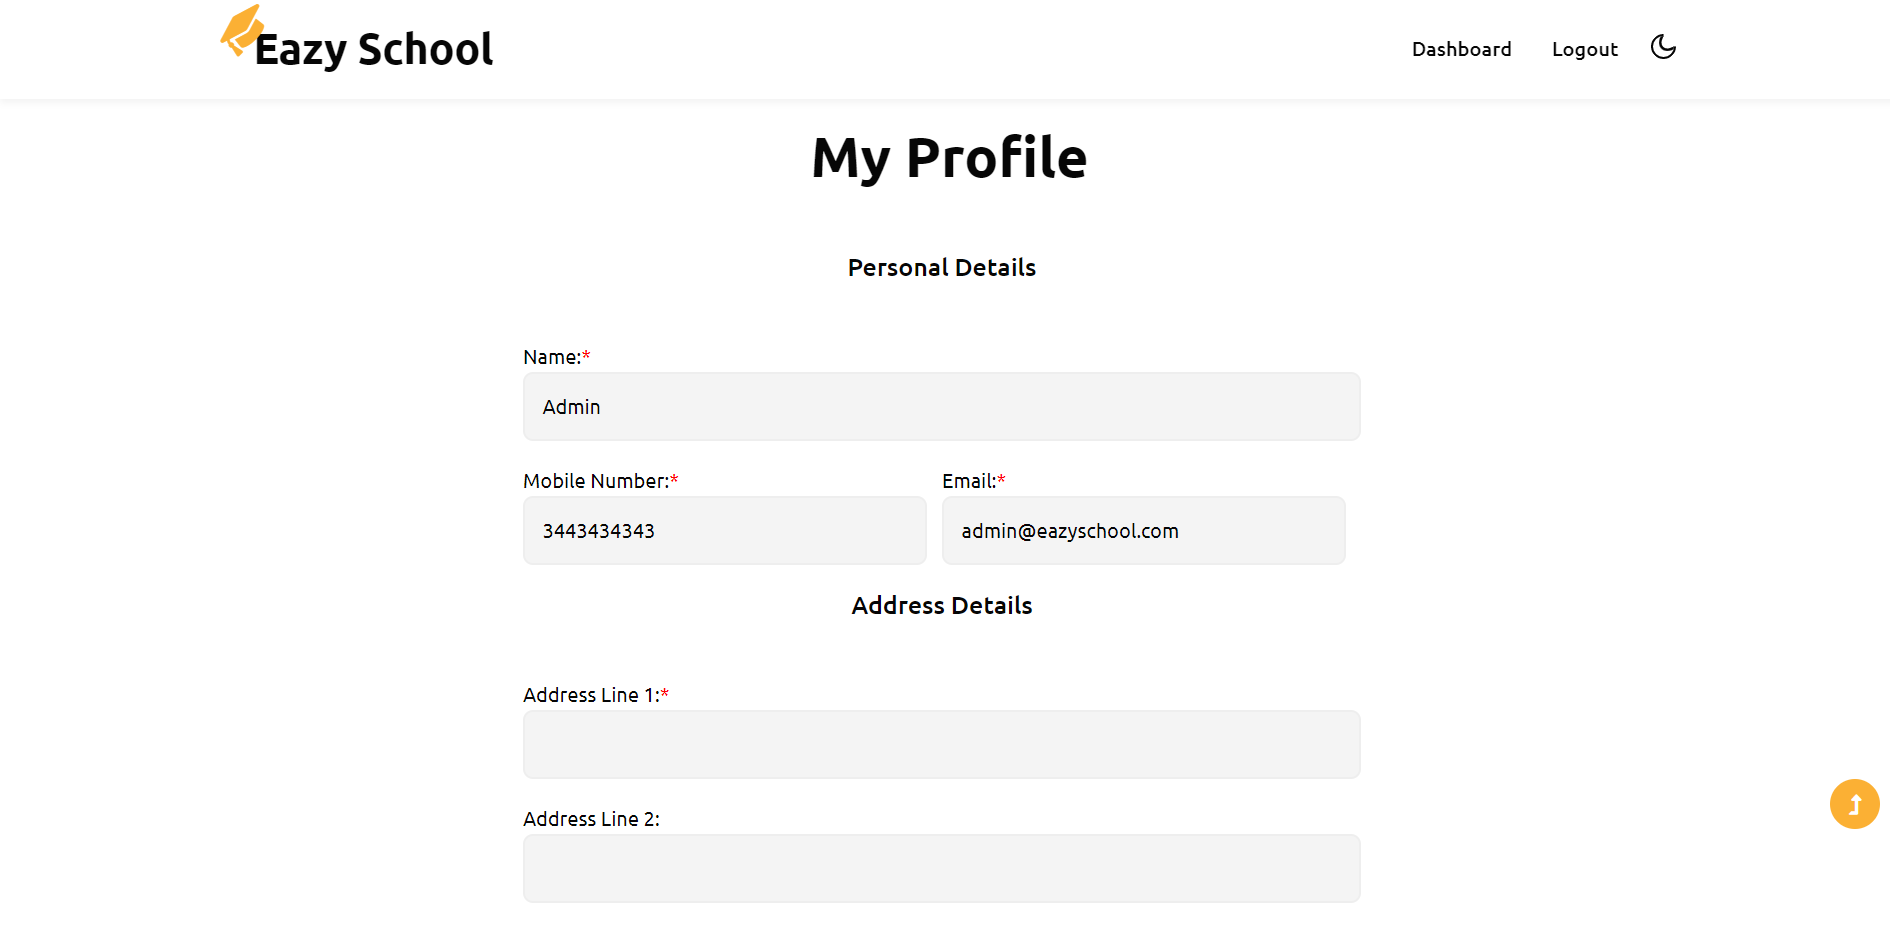 Eazy School
Dashboard Logout
My Profile
Personal Details
Name:*
Admin
Mobile Number:* Email:*
3443434343 admin@eazyschool.com
Address Details
Address Line 1:*
Address Line 2: